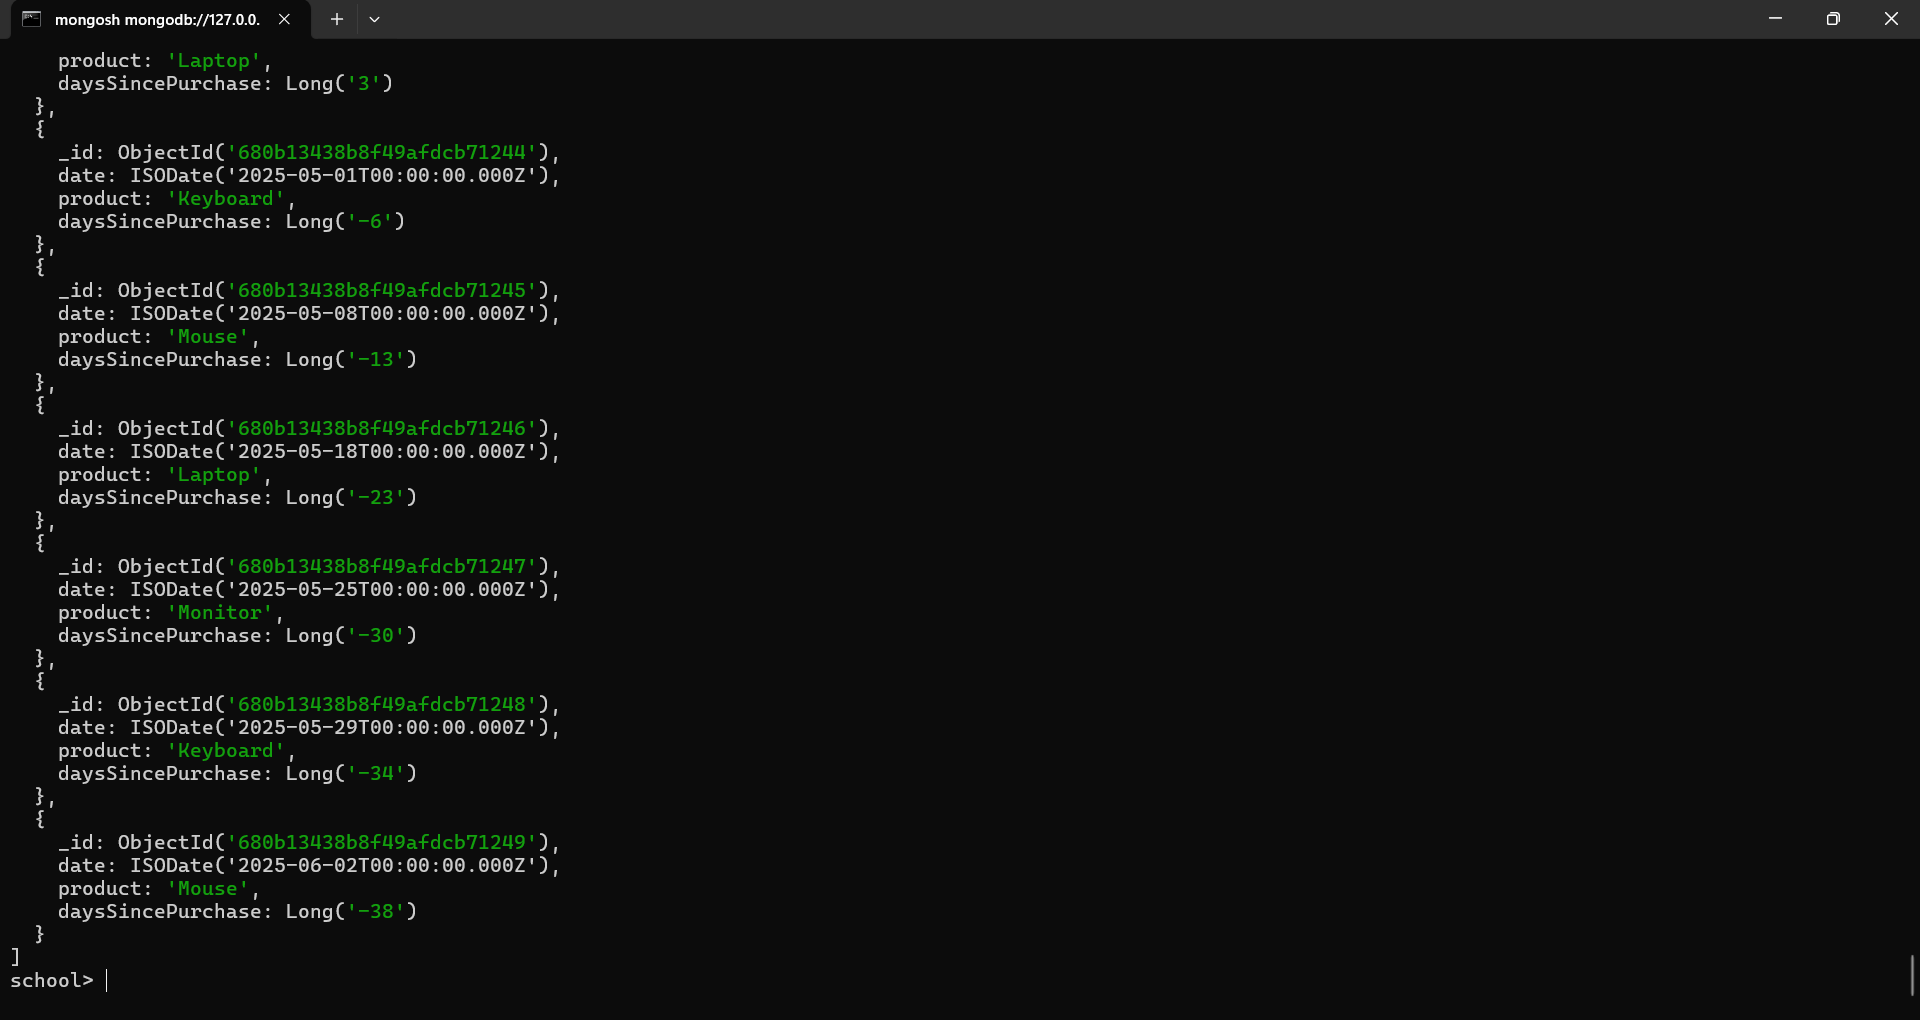 mongosh mongodb://127.0.0.
product: 'Laptop',
daysSincePurchase: Long('3')
},
{
_id: ObjectId('680b13438b8f49afdcb71244'),
date: ISODate('2025-05-01T00:00:00.000Z'),
product: 'Keyboard',
daysSincePurchase: Long('-6')
},
{
_id: ObjectId('680b13438b8f49afdcb71245'),
date: ISODate('2025-05-08T00:00:00.000Z'),
product: 'Mouse',
daysSincePurchase: Long('-13')
},
{
_id: ObjectId('680b13438b8f49afdcb71246'),
date: ISODate('2025-05-18T00:00:00.000Z'),
product: 'Laptop',
daysSincePurchase: Long('-23')
},
{
_id: ObjectId('680b13438b8f49afdcb71247'),
date: ISODate('2025-05-25T00:00:00.000Z'),
product: 'Monitor',
daysSincePurchase: Long('-30')
},
{
_id: ObjectId('680b13438b8f49afdcb71248'),
date: ISODate('2025-05-29T00:00:00.000Z'),
product: 'Keyboard',
daysSincePurchase: Long('-34')
},
{
_id: ObjectId('680b13438b8f49afdcb71249'),
date: ISODate('2025-06-02T00:00:00.000Z'),
product: 'Mouse',
daysSincePurchase: Long('-38')
}
]
school>